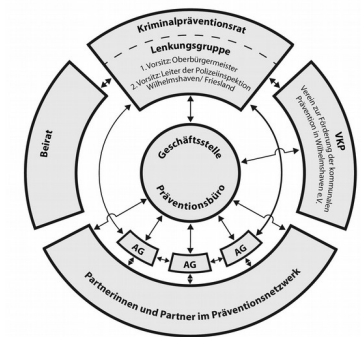 Kriminalpräventionsrat
Lenkungsgruppe
1. Vorsitz: Oberbürgermeister
2. Vorsitz: Leiter der Polizeiinspektion
Wilhelmshaven/ Friesland
Beirat
Geschäftsstelle
Präventionsbüro
VKP
Verein zur Förderung der kommunalen
Prävention in Wilhelmshaven e.V.
AG
AG
AG
Partnerinnen und Partner im Präventionsnetzwerk